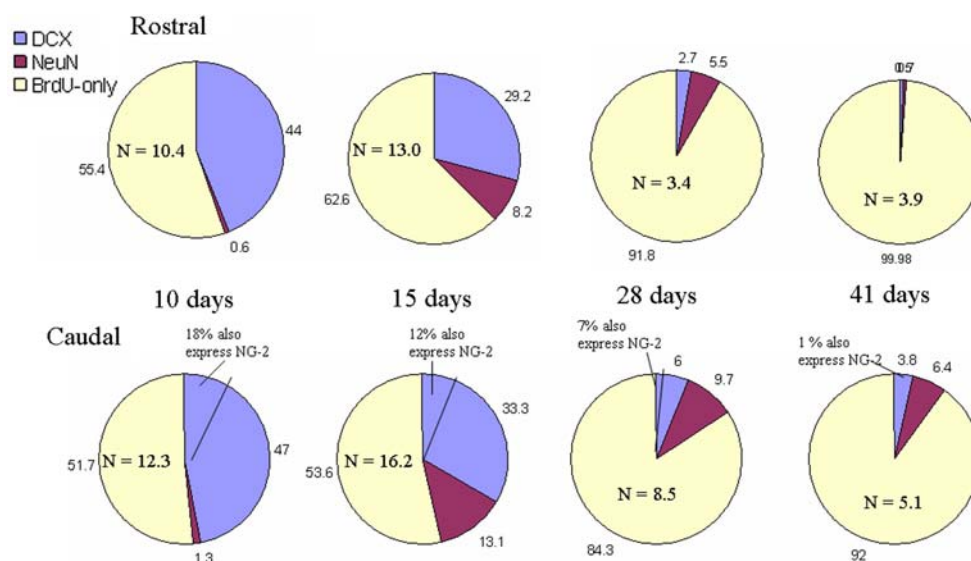 DCX
NeuN
BrdU-only
Rostral
44
N = 10.4
55.4
0.6
29.2
N = 13.0
62.6
8.2
2.7
5.5
N = 3.4
91.8
N = 3.9
99.98
10 days
15 days
28 days
41 days
Caudal
18% also
express NG-2
47
N = 12.3
51.7
1.3
12% also
express NG-2
33.3
N = 16.2
53.6
13.1
7% also
express NG-2
6
9.7
N = 8.5
84.3
1 % also
express NG-2
3.8
6.4
N = 5.1
92